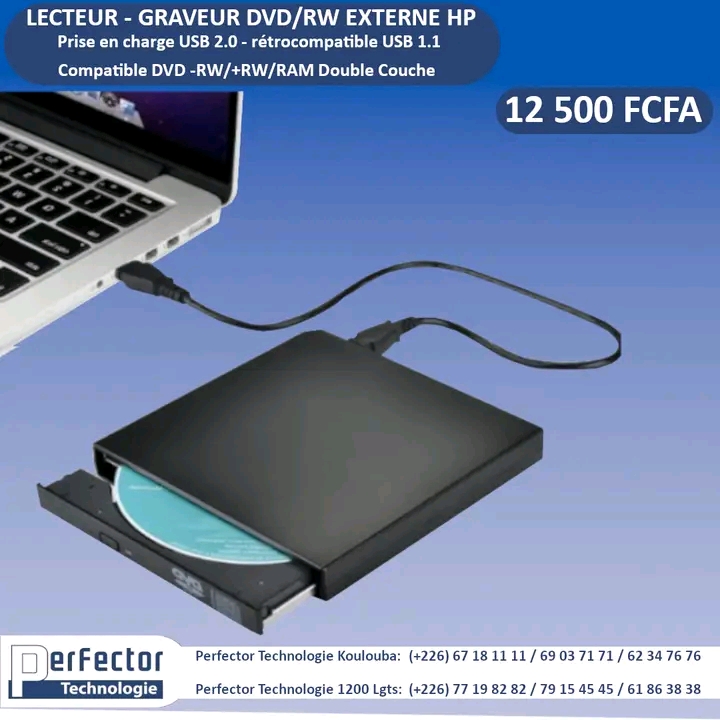 LECTEUR - GRAVEUR DVD/RW EXTERNE HP
Prise en charge USB 2.0 - rétrocompatible USB 1.1
Compatible DVD -RW/+RW/RAM Double Couche
12 500 FCFA
Perfector
Technologie
Perfector Technologie Koulouba: (+226) 67 18 11 11 / 69 03 71 71 / 62 34 76 76
Perfector Technologie 1200 Lgts: (+226) 77 19 82 82 / 79 15 45 45 / 61 86 38 38